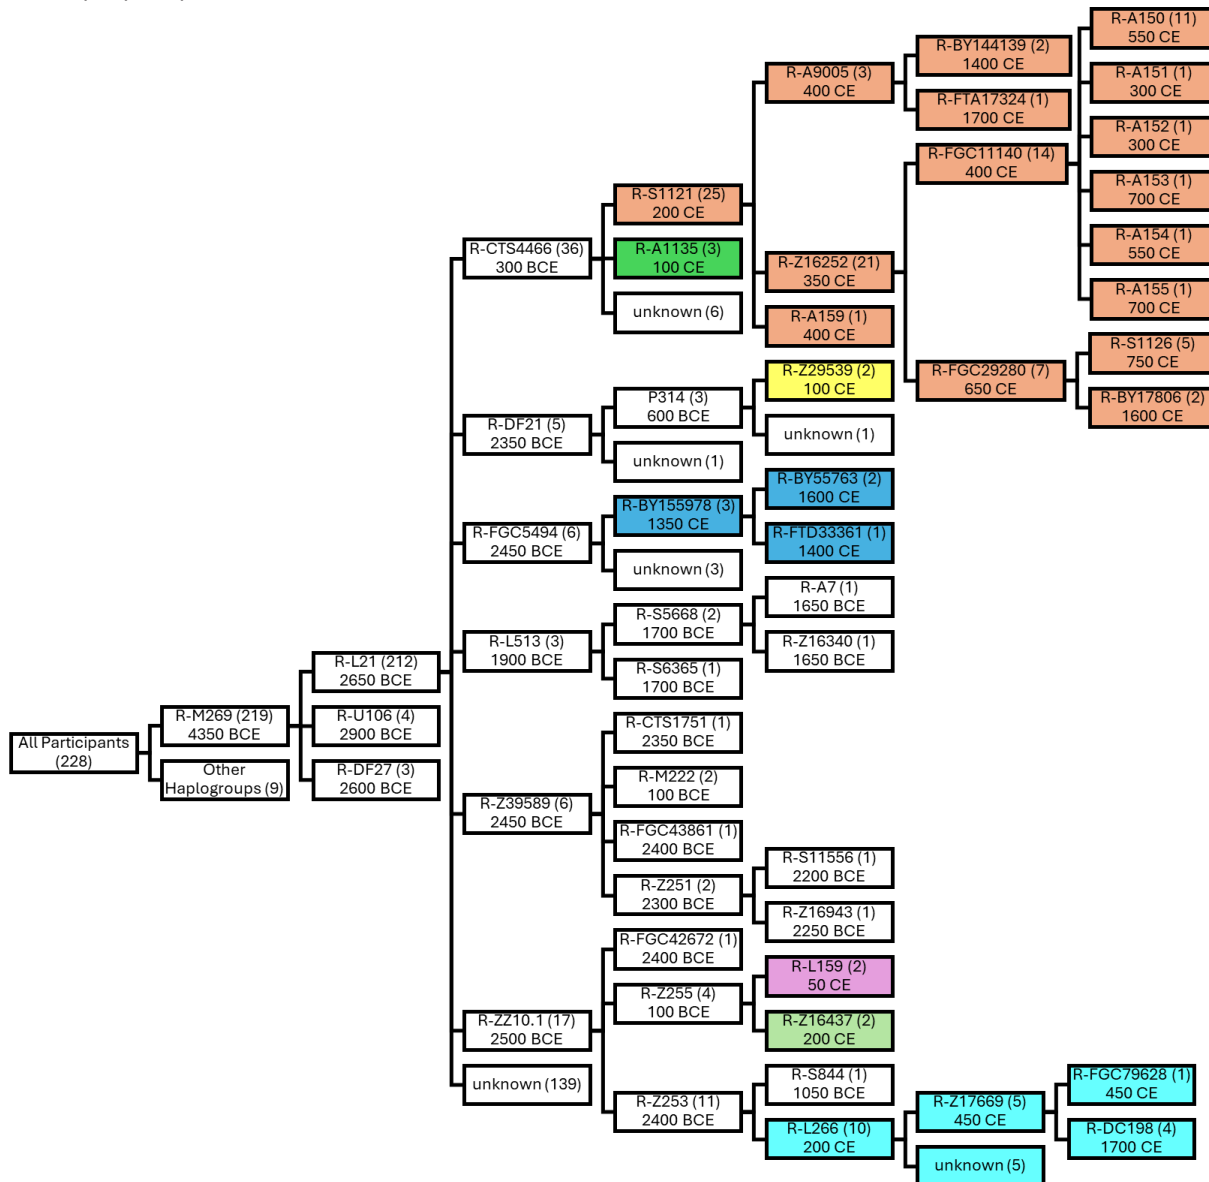 All Participants
(228)
R-M269 (219)
4350 BCE
Other
Haplogroups (9)
R-L21 (212)
2650 BCE
R-U106 (4)
2900 BCE
R-DF27 (3)
2600 BCE
R-CTS4466 (36)
300 BCE
R-DF21 (5)
2350 BCE
R-FGC5494 (6)
2450 BCE
R-L513 (3)
1900 BCE
R-Z39589 (6)
2450 BCE
R-ZZ10.1 (17)
2500 BCE
unknown (139)
R-S1121 (25)
200 CE
R-A1135 (3)
100 CE
unknown (6)
P314 (3)
600 BCE
unknown (1)
R-BY155978 (3)
1350 CE
unknown (3)
R-S5668 (2)
1700 BCE
R-S6365 (1)
1700 BCE
R-CTS1751 (1)
2350 BCE
R-M222 (2)
100 BCE
R-FGC43861 (1)
2400 BCE
R-Z251 (2)
2300 BCE
R-FGC42672 (1)
2400 BCE
R-Z255 (4)
100 BCE
R-Z253 (11)
2400 BCE
R-A9005 (3)
400 CE
R-Z16252 (21)
350 CE
R-A159 (1)
400 CE
R-Z29539 (2)
100 CE
unknown (1)
R-BY55763 (2)
1600 CE
R-FTD33361 (1)
1400 CE
R-A7 (1)
1650 BCE
R-Z16340 (1)
1650 BCE
R-S11556 (1)
2200 BCE
R-Z16943 (1)
2250 BCE
R-L159 (2)
50 CE
R-Z16437 (2)
200 CE
R-S844 (1)
1050 BCE
R-L266 (10)
200 CE
R-BY144139 (2)
1400 CE
R-FTA17324 (1)
1700 CE
R-FGC11140 (14)
400 CE
R-FGC29280 (7)
650 CE
R-Z17669 (5)
450 CE
unknown (5)
R-A150 (11)
550 CE
R-A151 (1)
300 CE
R-A152 (1)
300 CE
R-A153 (1)
700 CE
R-A154 (1)
550 CE
R-A155 (1)
700 CE
R-S1126 (5)
750 CE
R-BY17806 (2)
1600 CE
R-FGC79628 (1)
450 CE
R-DC198 (4)
1700 CE